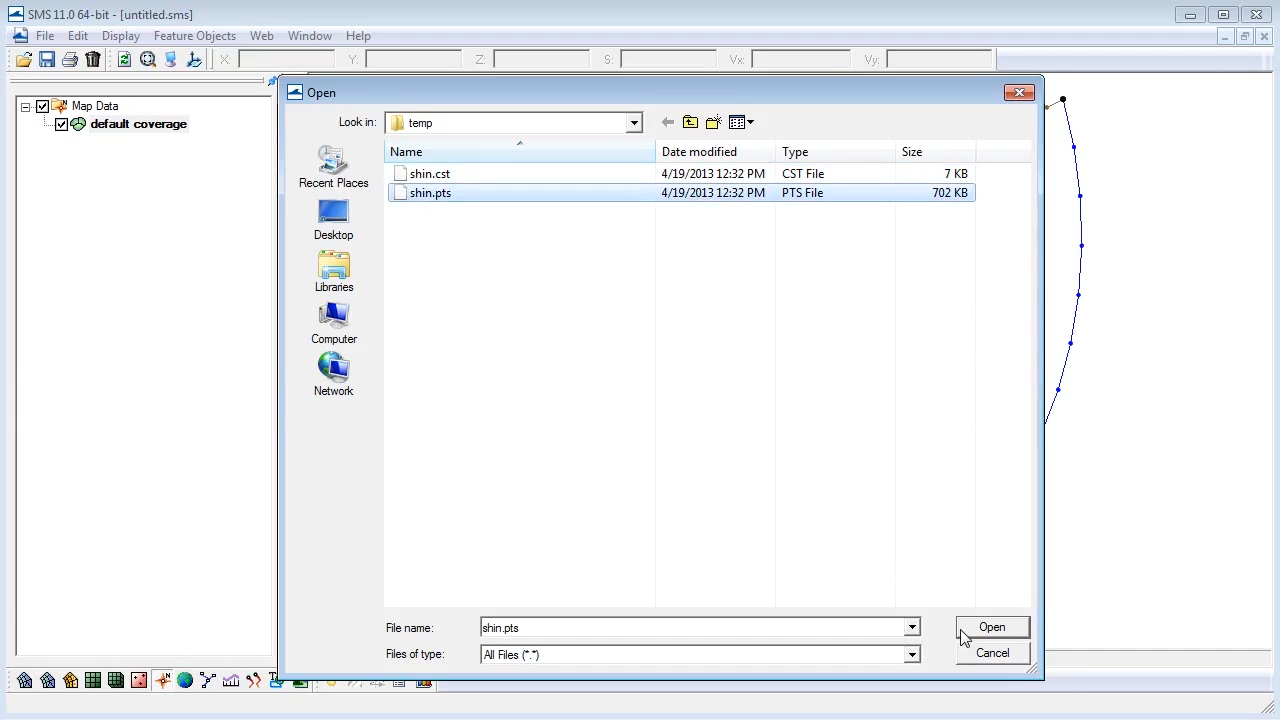 SMS 11.0 64-bit - [untitled.sms]
File Edit Display Feature Objects Web Window Help
X: Y: Z: S: Vx: Vy:
Map Data
default coverage
Open
Look in: temp
Name Date modified Type Size
shin.cst 4/19/2013 12:32 PM CST File 7 KB
shin.pts 4/19/2013 12:32 PM PTS File 702 KB
Recent Places
Desktop
Libraries
Computer
Network
File name: shin.pts Open
Files of type: All Files (*.*) Cancel